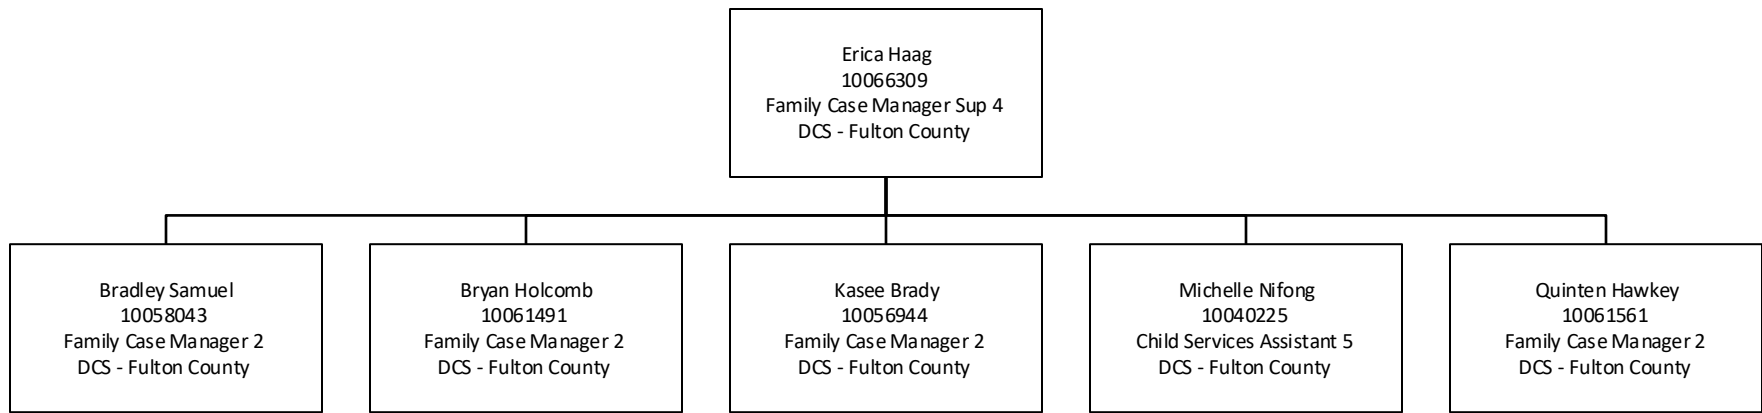 Erica Haag
10066309
Family Case Manager Sup 4
DCS - Fulton County
Bradley Samuel
10058043
Family Case Manager 2
DCS - Fulton County
Bryan Holcomb
10061491
Family Case Manager 2
DCS - Fulton County
Kasee Brady
10056944
Family Case Manager 2
DCS - Fulton County
Michelle Nifong
10040225
Child Services Assistant 5
DCS - Fulton County
Quinten Hawkey
10061561
Family Case Manager 2
DCS - Fulton County